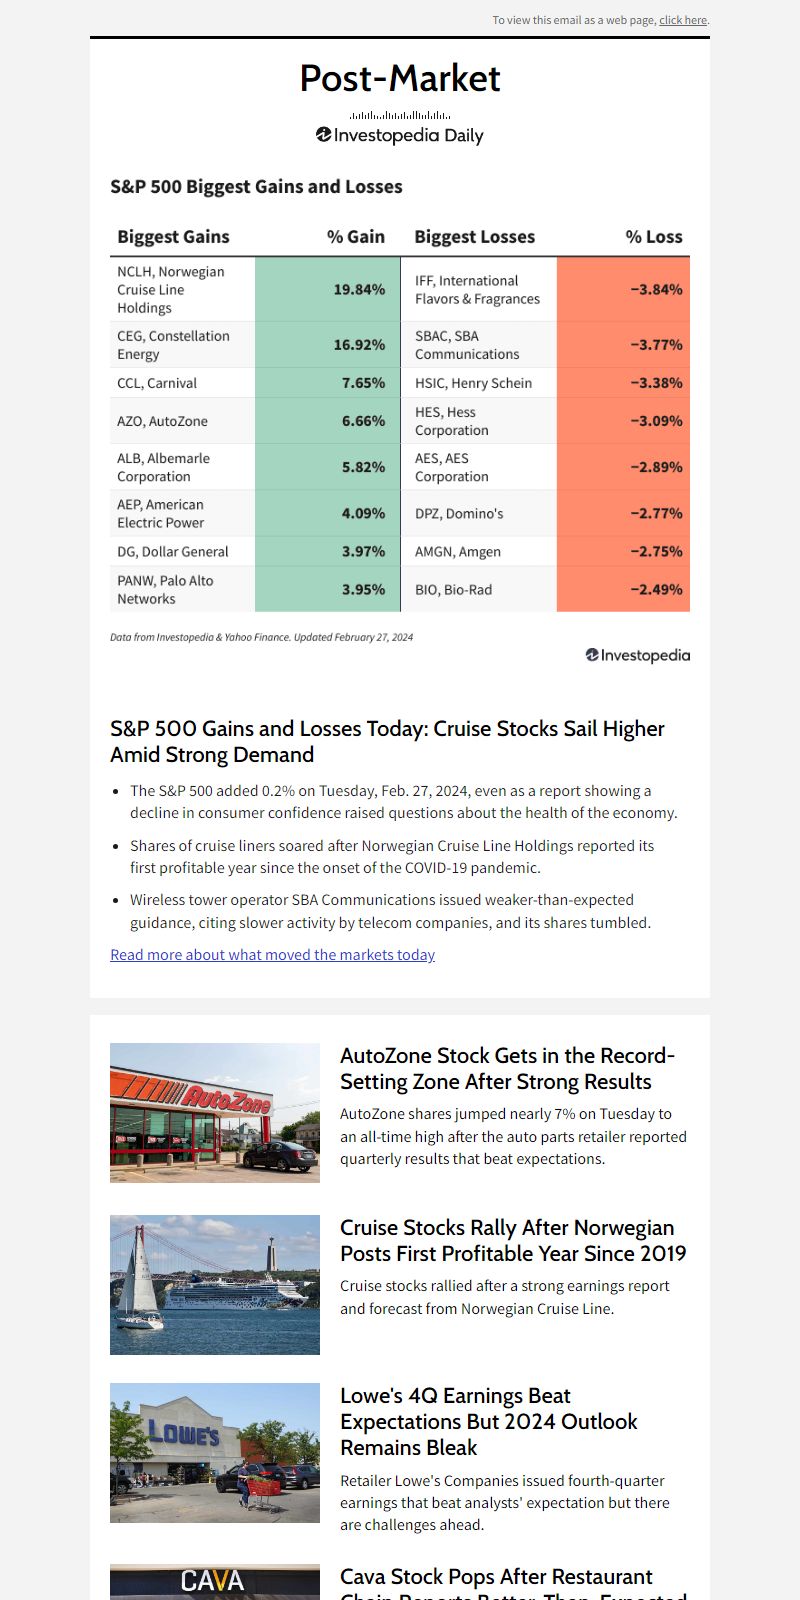 To view this email as a web page, click here.
Post-Market
Investopedia Daily
S&P 500 Biggest Gains and Losses
Biggest Gains % Gain Biggest Losses % Loss
NCLH, Norwegian
Cruise Line
Holdings
19.84%
IFF, International
Flavors & Fragrances
−3.84%
CEG, Constellation
Energy
16.92%
SBAC, SBA
Communications
−3.77%
CCL, Carnival 7.65% HSIC, Henry Schein −3.38%
AZO, AutoZone 6.66%
HES, Hess
Corporation
−3.09%
ALB, Albemarle
Corporation
5.82%
AES, AES
Corporation
−2.89%
AEP, American
Electric Power
4.09%
DPZ, Domino's −2.77%
DG, Dollar General 3.97% AMGN, Amgen −2.75%
PANW, Palo Alto
Networks
3.95%
BIO, Bio-Rad −2.49%
Data from Investopedia & Yahoo Finance. Updated February 27, 2024
Investopedia
S&P 500 Gains and Losses Today: Cruise Stocks Sail Higher
Amid Strong Demand
• The S&P 500 added 0.2% on Tuesday, Feb. 27, 2024, even as a report showing a
decline in consumer confidence raised questions about the health of the economy.
• Shares of cruise liners soared after Norwegian Cruise Line Holdings reported its
first profitable year since the onset of the COVID-19 pandemic.
• Wireless tower operator SBA Communications issued weaker-than-expected
guidance, citing slower activity by telecom companies, and its shares tumbled.
Read more about what moved the markets today
AutoZone
AutoZone Stock Gets in the Record-
Setting Zone After Strong Results
AutoZone shares jumped nearly 7% on Tuesday to
an all-time high after the auto parts retailer reported
quarterly results that beat expectations.
Cruise Stocks Rally After Norwegian
Posts First Profitable Year Since 2019
Cruise stocks rallied after a strong earnings report
and forecast from Norwegian Cruise Line.
LOWE'S
Lowe's 4Q Earnings Beat
Expectations But 2024 Outlook
Remains Bleak
Retailer Lowe's Companies issued fourth-quarter
earnings that beat analysts' expectation but there
are challenges ahead.
CAVA
Cava Stock Pops After Restaurant
Chain Reports Better-Than-Expected